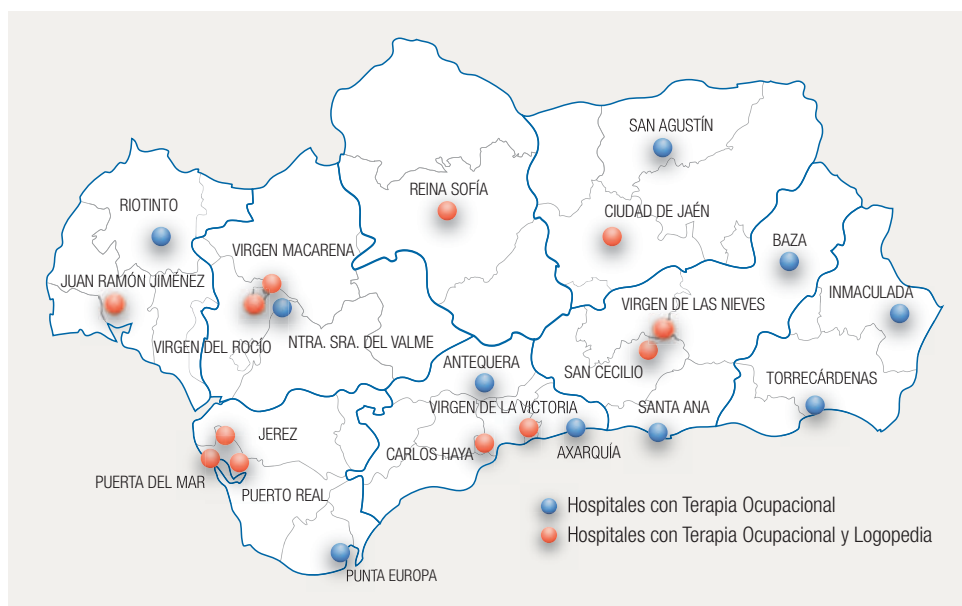 SAN AGUSTÍN
REINA SOFÍA
RIOTINTO
CIUDAD DE JAÉN
BAZA
VIRGEN MACARENA
JUAN RAMÓN JIMÉNEZ
INMACULADA
VIRGEN DE LAS NIEVES
VIRGEN DEL ROCÍO
NTRA. SRA. DEL VALME
ANTEQUERA
SAN CECILIO
TORRECÁRDENAS
VIRGEN DE LA VICTORIA
SANTA ANA
JEREZ
CARLOS HAYA
AXARQUÍA
PUERTA DEL MAR
PUERTO REAL
PUNTA EUROPA
Hospitales con Terapia Ocupacional
Hospitales con Terapia Ocupacional y Logopedia